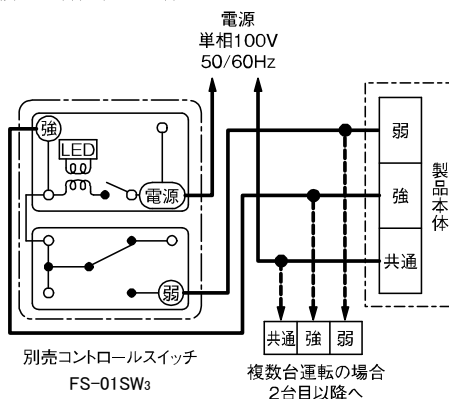 電源
単相100V
50/60Hz
強
LED
電源
弱
弱
強
共通
製品本体
共通 強 弱
別売コントロールスイッチ
FS-01SW₃
複数台運転の場合
2台目以降へ